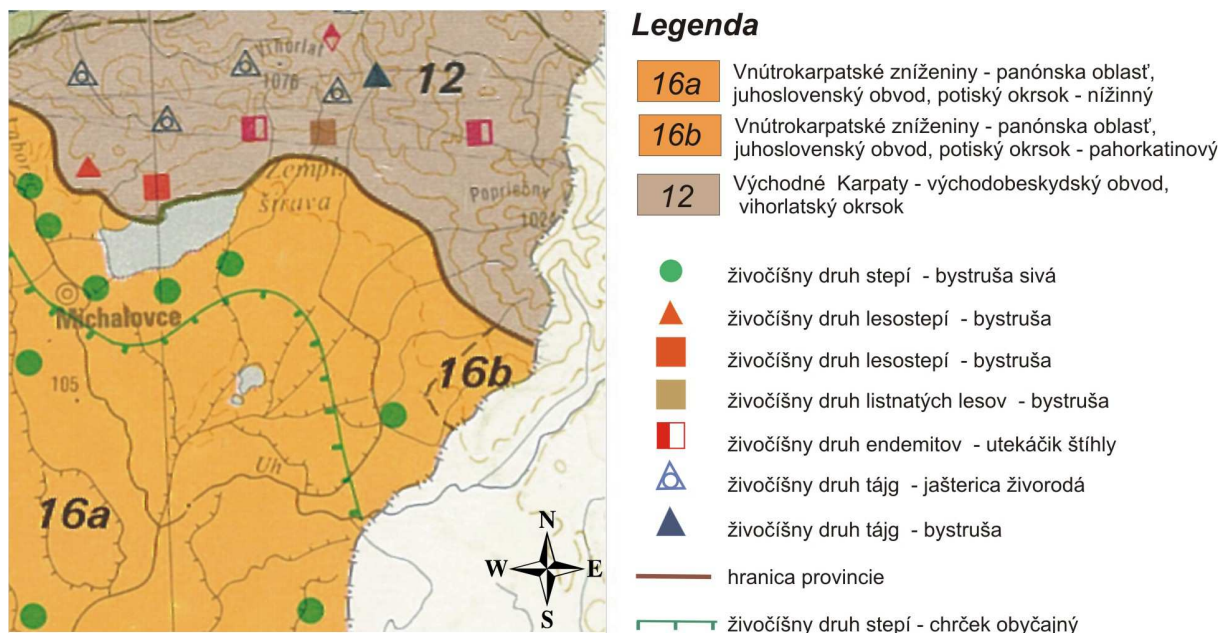 Vihorlat
1076
12
Zempl.
šírava
Popriečny
1024
Michalovce
105
16b
Uh
16a
N
W
E
S
Legenda
16a
Vnútrokarpatské zníženiny - panónska oblasť,
juhoslovenský obvod, potiský okrsok - nížinný
16b
Vnútrokarpatské zníženiny - panónska oblasť,
juhoslovenský obvod, potiský okrsok - pahorkatinový
12
Východné Karpaty - východobeskydský obvod,
vihorlatský okrsok
živočíšny druh stepí - bystruša sivá
živočíšny druh lesostepí - bystruša
živočíšny druh lesostepí - bystruša
živočíšny druh listnatých lesov - bystruša
živočíšny druh endemitov - utekáčik štíhly
živočíšny druh tájg - jašterica živorodá
živočíšny druh tájg - bystruša
hranica provincie
živočíšny druh stepí - chrček obyčajný